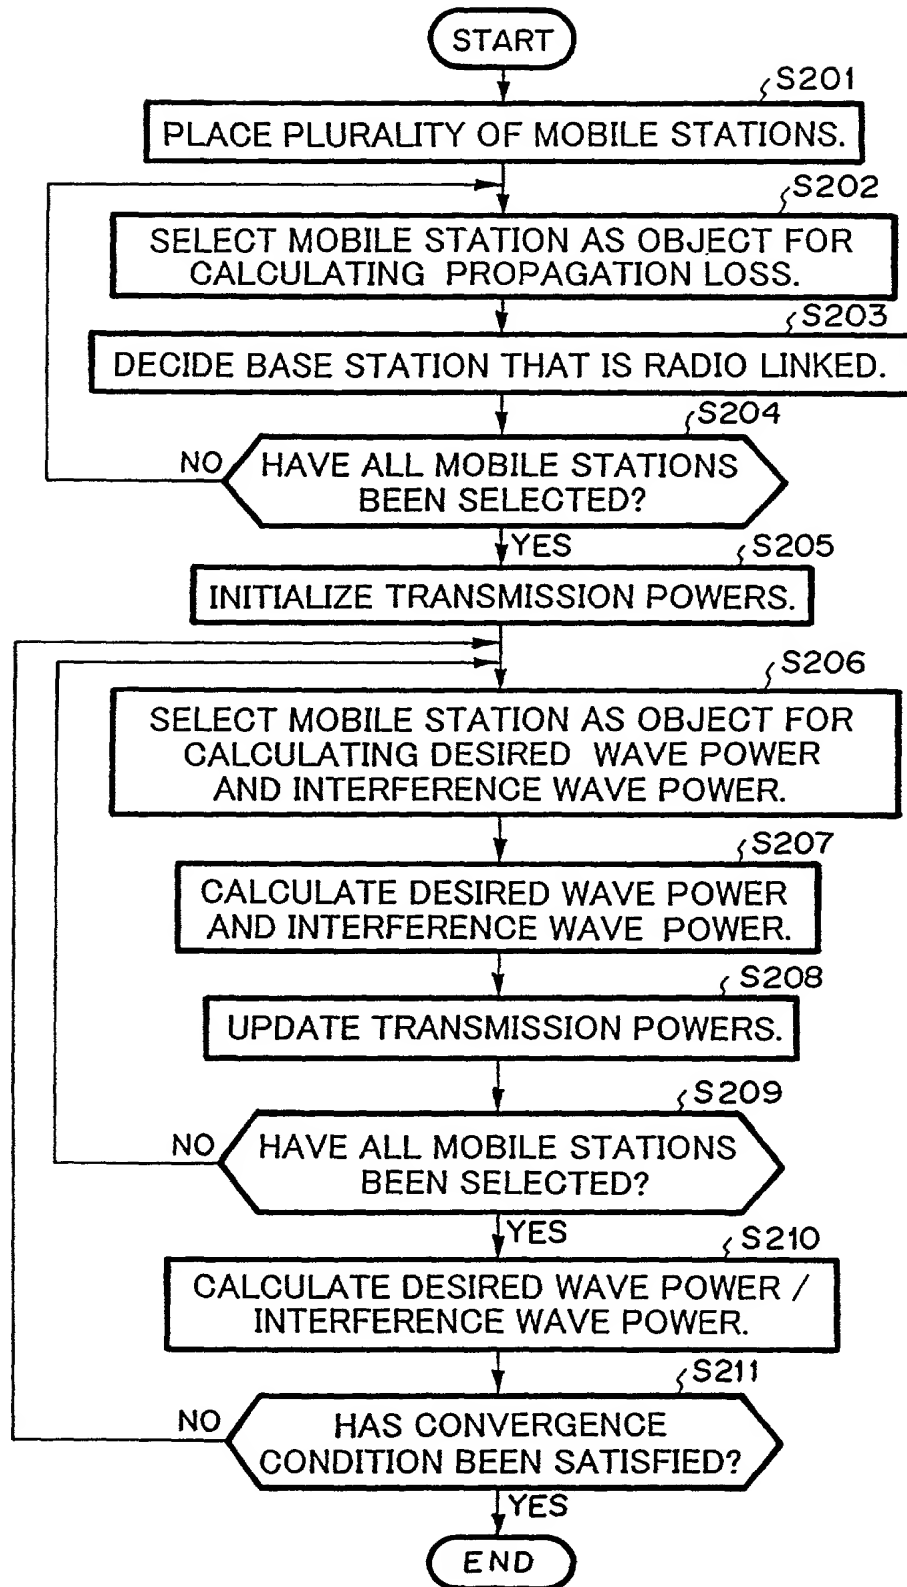 START
S201
PLACE PLURALITY OF MOBILE STATIONS.
S202
SELECT MOBILE STATION AS OBJECT FOR
CALCULATING PROPAGATION LOSS.
S203
DECIDE BASE STATION THAT IS RADIO LINKED.
S204
NO
HAVE ALL MOBILE STATIONS
BEEN SELECTED?
YES
S205
INITIALIZE TRANSMISSION POWERS.
S206
SELECT MOBILE STATION AS OBJECT FOR
CALCULATING DESIRED WAVE POWER
AND INTERFERENCE WAVE POWER.
S207
CALCULATE DESIRED WAVE POWER
AND INTERFERENCE WAVE POWER.
S208
UPDATE TRANSMISSION POWERS.
S209
NO
HAVE ALL MOBILE STATIONS
BEEN SELECTED?
YES
S210
CALCULATE DESIRED WAVE POWER /
INTERFERENCE WAVE POWER.
S211
NO
HAS CONVERGENCE
CONDITION BEEN SATISFIED?
YES
END